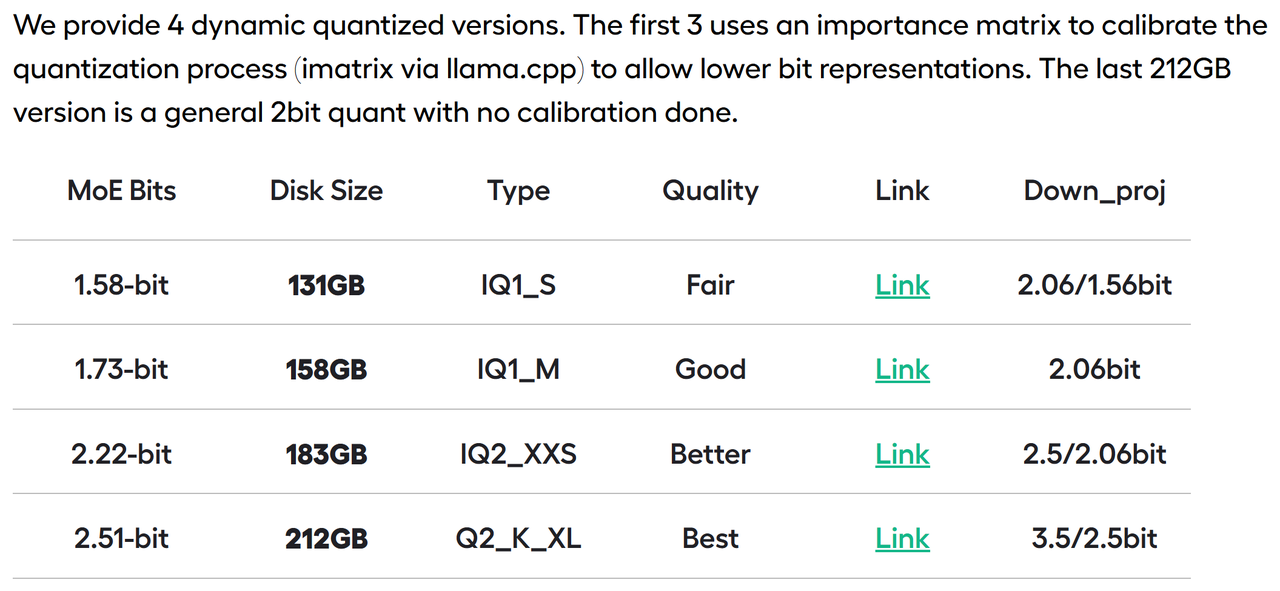 We provide 4 dynamic quantized versions. The first 3 uses an importance matrix to calibrate the
quantization process (imatrix via llama.cpp) to allow lower bit representations. The last 212GB
version is a general 2bit quant with no calibration done.
MoE Bits Disk Size Type Quality Link Down_proj
1.58-bit 131GB IQ1_S Fair Link 2.06/1.56bit
1.73-bit 158GB IQ1_M Good Link 2.06bit
2.22-bit 183GB IQ2_XXS Better Link 2.5/2.06bit
2.51-bit 212GB Q2_K_XL Best Link 3.5/2.5bit